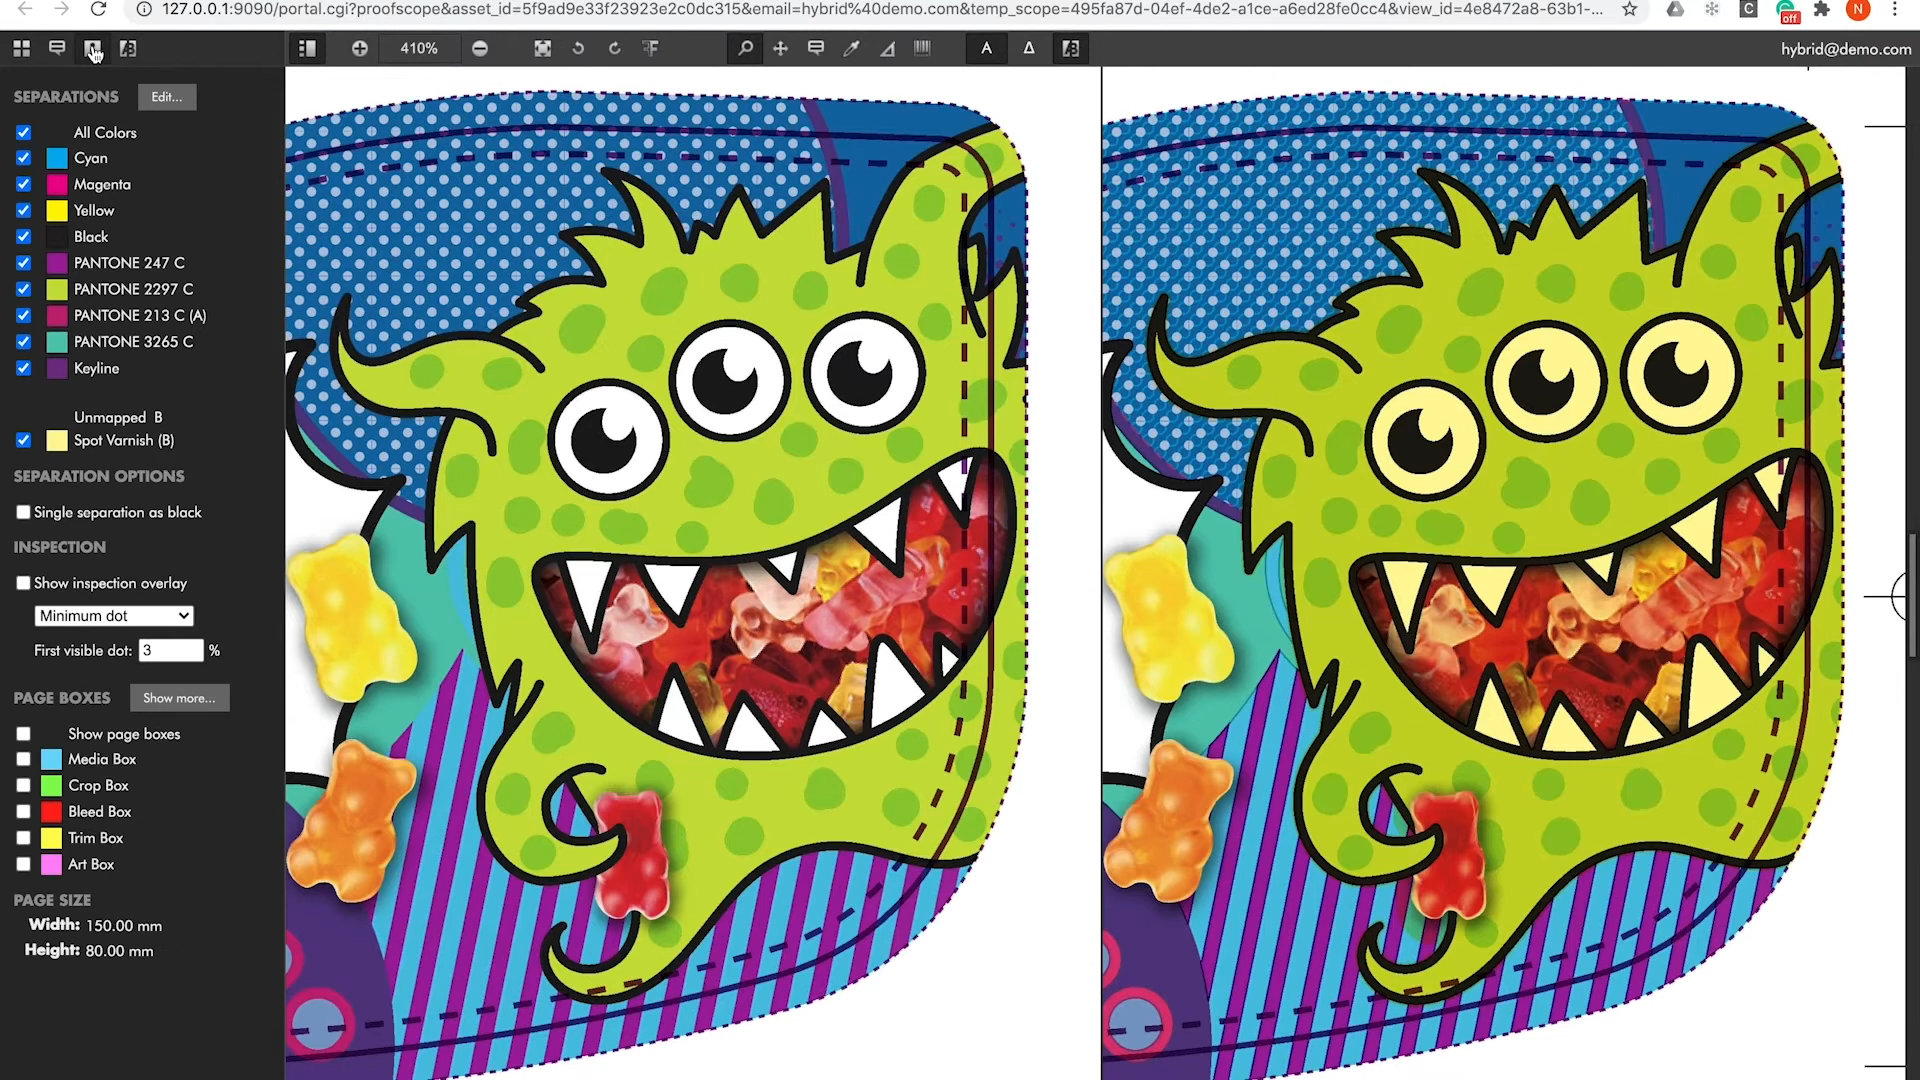 127.0.0.1:9090/portal.cgi?proofscope&asset_id=5f9ad9e33f23923e2c0dc315&email=hybrid%40demo.com&temp_scope=495fa87d-04ef-4de2-a1ce-a6ed28fe0cc4&view_id=4e8472a8-63b1-...
off
N
410%
A
hybrid@demo.com
SEPARATIONS
Edit...
All Colors
Cyan
Magenta
Yellow
Black
PANTONE 247 C
PANTONE 2297 C
PANTONE 213 C (A)
PANTONE 3265 C
Keyline
Unmapped B
Spot Varnish (B)
SEPARATION OPTIONS
Single separation as black
INSPECTION
Show inspection overlay
Minimum dot
First visible dot: 3 %
PAGE BOXES
Show more...
Show page boxes
Media Box
Crop Box
Bleed Box
Trim Box
Art Box
PAGE SIZE
Width: 150.00 mm
Height: 80.00 mm